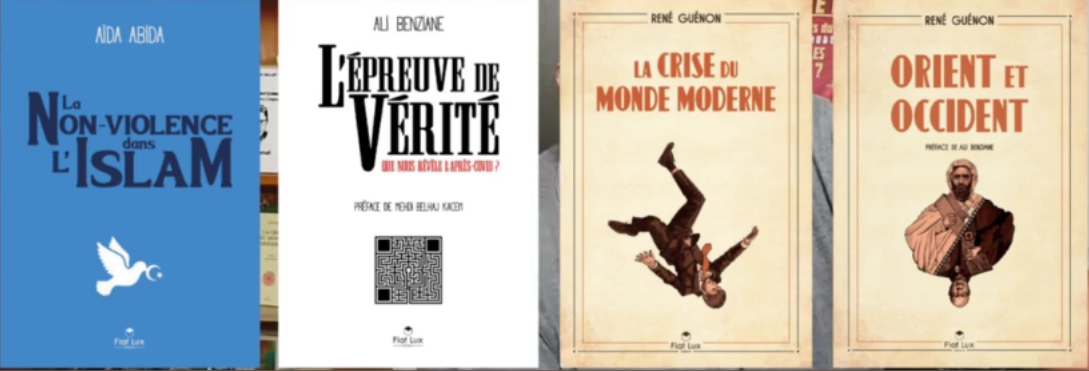 AÏDA ABIDA
La
NON-VIOLENCE
dans
L'ISLAM
Fiat Lux
ALI BENZIANE
L'ÉPREUVE DE
VÉRITÉ
QUE NOUS RÉVÈLE L'APRÈS-COVID ?
PRÉFACE DE MEHDI BELHAJ KACEM
Fiat Lux
RENÉ GUÉNON
LA CRISE DU
MONDE MODERNE
Fiat Lux
RENÉ GUÉNON
ORIENT ET
OCCIDENT
PRÉFACE DE ALI BENZIANE
Fiat Lux